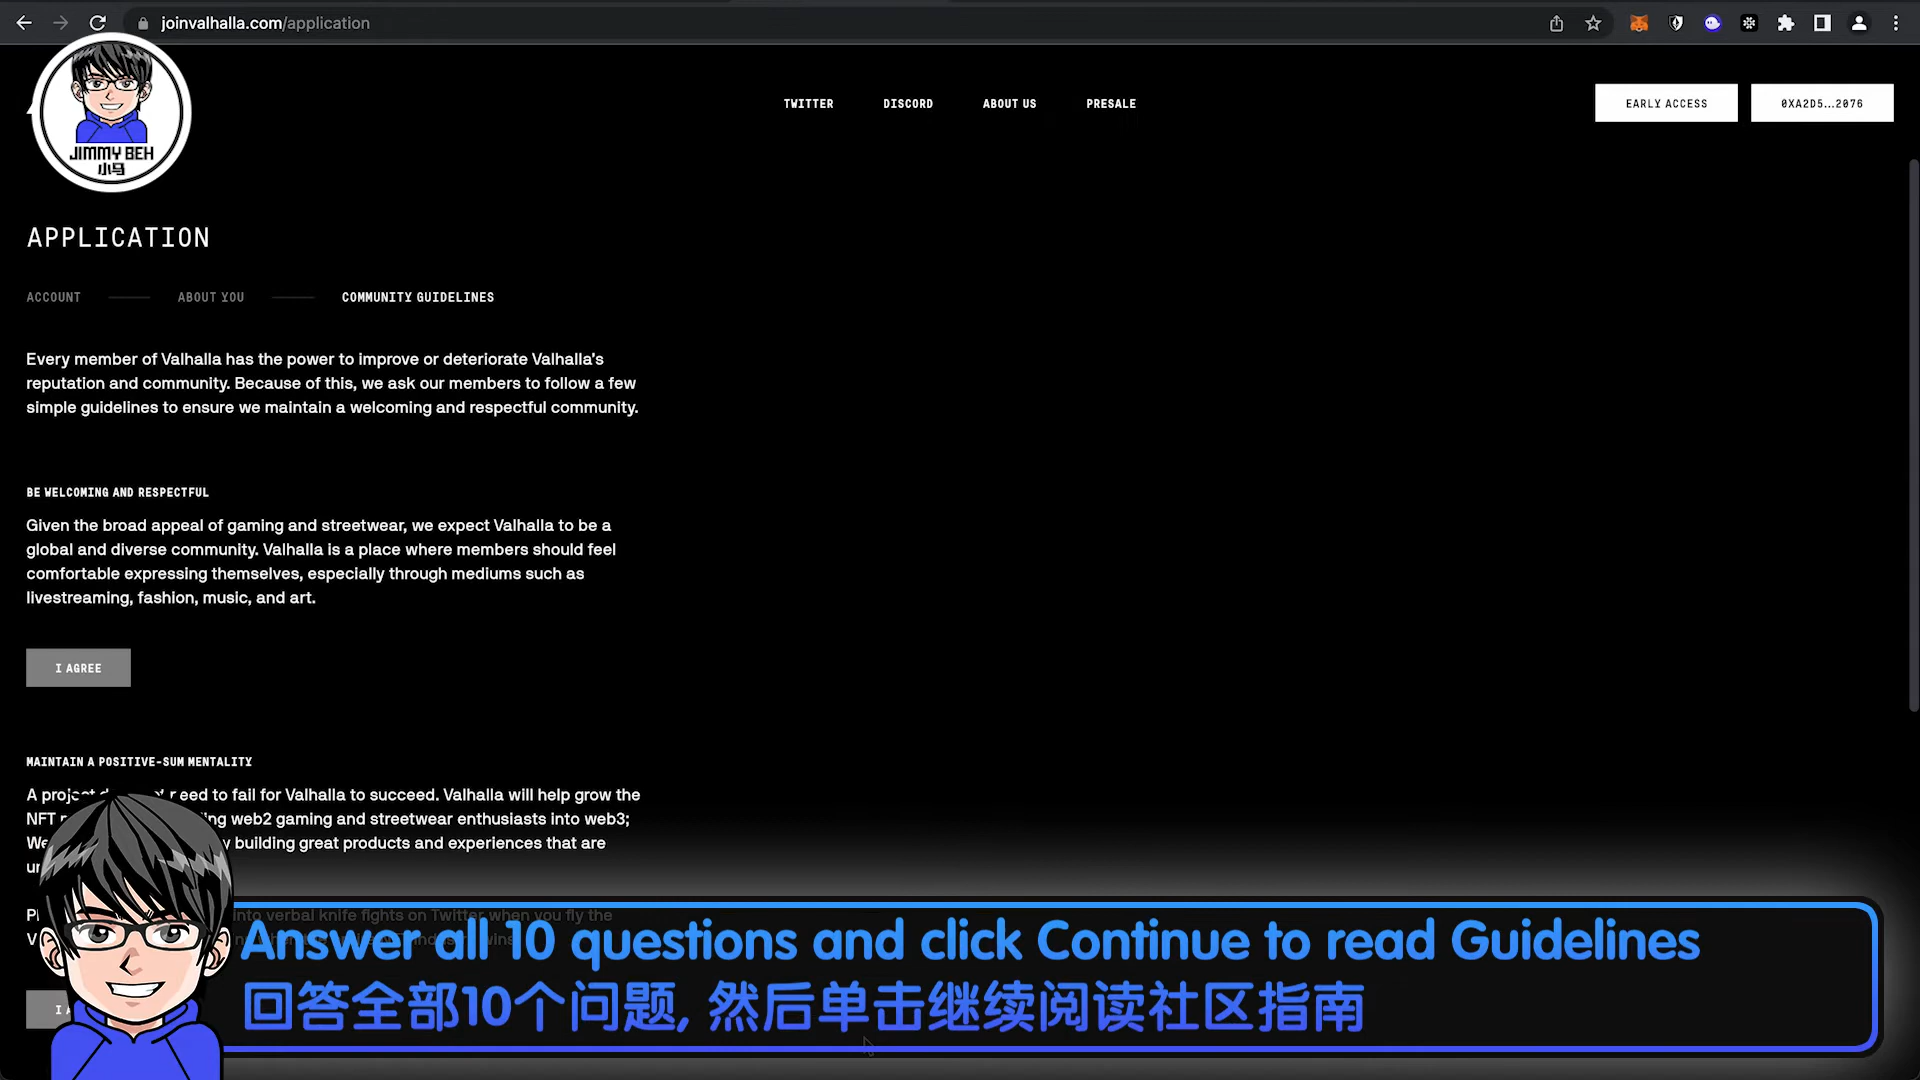 joinvalhalla.com/application
JIMMY BEH
小马
TWITTER
DISCORD
ABOUT US
PRESALE
EARLY ACCESS
0XA2D5...2076
APPLICATION
ACCOUNT
ABOUT YOU
COMMUNITY GUIDELINES
Every member of Valhalla has the power to improve or deteriorate Valhalla's
reputation and community. Because of this, we ask our members to follow a few
simple guidelines to ensure we maintain a welcoming and respectful community.
BE WELCOMING AND RESPECTFUL
Given the broad appeal of gaming and streetwear, we expect Valhalla to be a
global and diverse community. Valhalla is a place where members should feel
comfortable expressing themselves, especially through mediums such as
livestreaming, fashion, music, and art.
I AGREE
MAINTAIN A POSITIVE-SUM MENTALITY
A project to fail for Valhalla to succeed. Valhalla will help grow the
NFT web2 gaming and streetwear enthusiasts into web3;
We building great products and experiences that are
into verbal knife fights on Twitter when you fly the
Answer all 10 questions and click Continue to read Guidelines
回答全部10个问题, 然后单击继续阅读社区指南